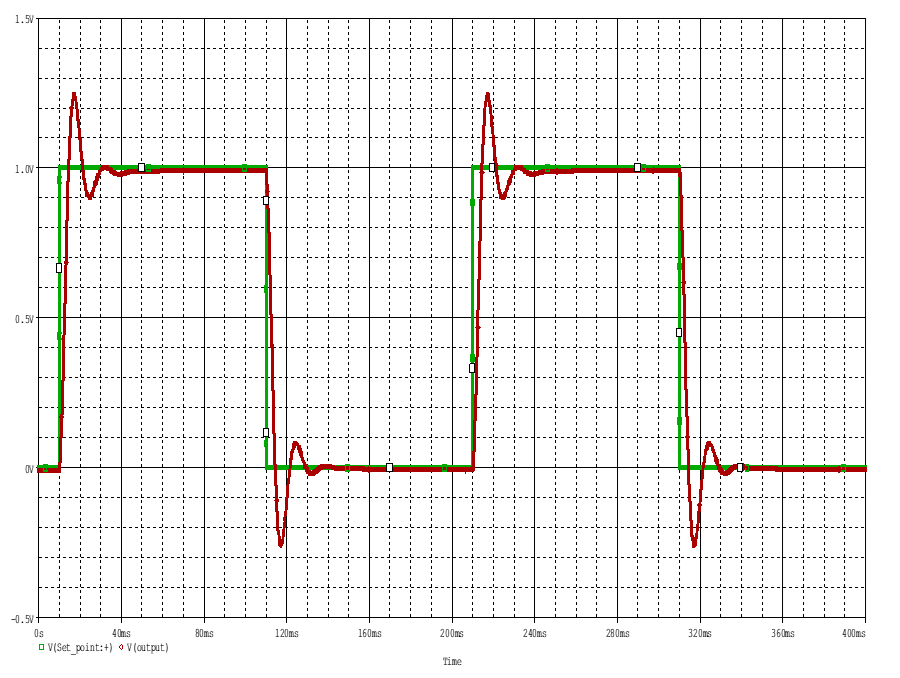 1.5V
1.0V
0.5V
0V
-0.5V
0s 40ms 80ms 120ms 160ms 200ms 240ms 280ms 320ms 360ms 400ms
V(Set_point:+) V(output)
Time